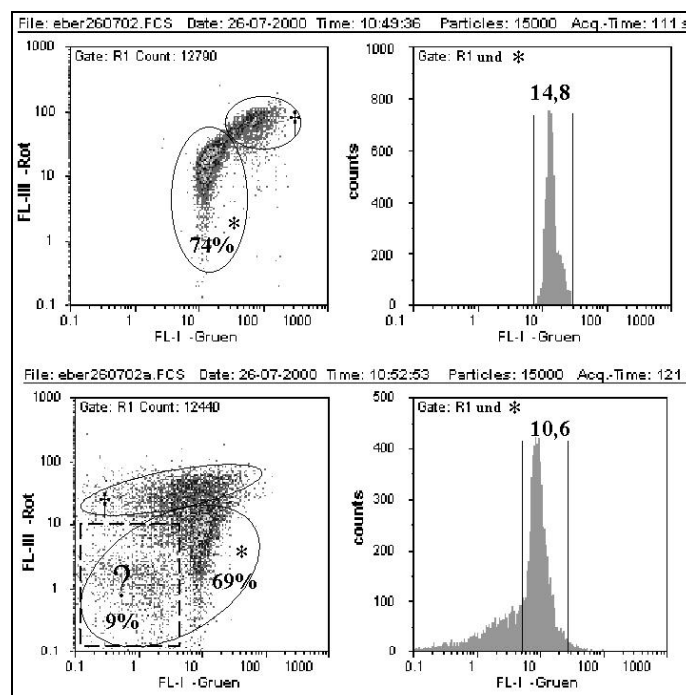 File: eber260702.FCS Date: 26-07-2000 Time: 10:49:36 Particles: 15000 Acq.-Time: 111 s
Gate: R1 Count: 12790
1000
100
10
1
0.1
FL-III -Rot
†
*
74%
0.1 1 10 100 1000
FL-I -Gruen
Gate: R1 und *
14,8
1000
800
600
400
200
0
counts
0.1 1 10 100 1000
FL-I -Gruen
File: eber260702a.FCS Date: 26-07-2000 Time: 10:52:53 Particles: 15000 Acq.-Time: 121
Gate: R1 Count: 12440
1000
100
10
1
0.1
FL-III -Rot
†
*
?
69%
9%
0.1 1 10 100 1000
FL-I -Gruen
Gate: R1 und *
10,6
500
400
300
200
100
0
counts
0.1 1 10 100 1000
FL-I -Gruen